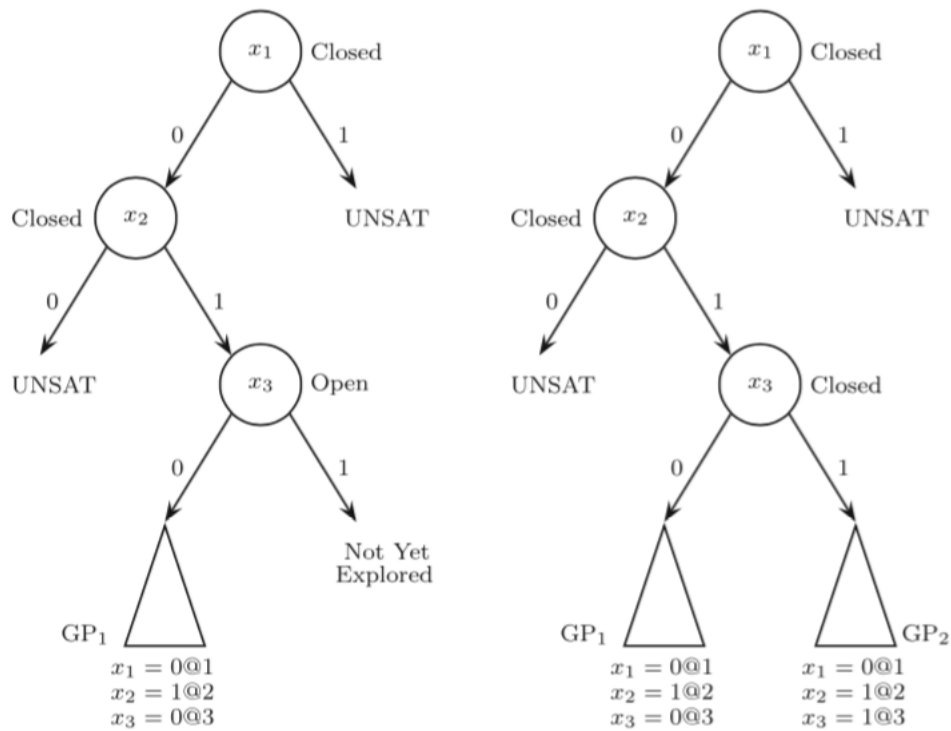 x₁ Closed
0 1
Closed x₂ UNSAT
0 1
UNSAT x₃ Open
0 1
Not Yet
Explored
GP₁
x₁ = 0@1
x₂ = 1@2
x₃ = 0@3
x₁ Closed
0 1
Closed x₂ UNSAT
0 1
UNSAT x₃ Closed
0 1
GP₁ GP₂
x₁ = 0@1 x₁ = 0@1
x₂ = 1@2 x₂ = 1@2
x₃ = 0@3 x₃ = 1@3